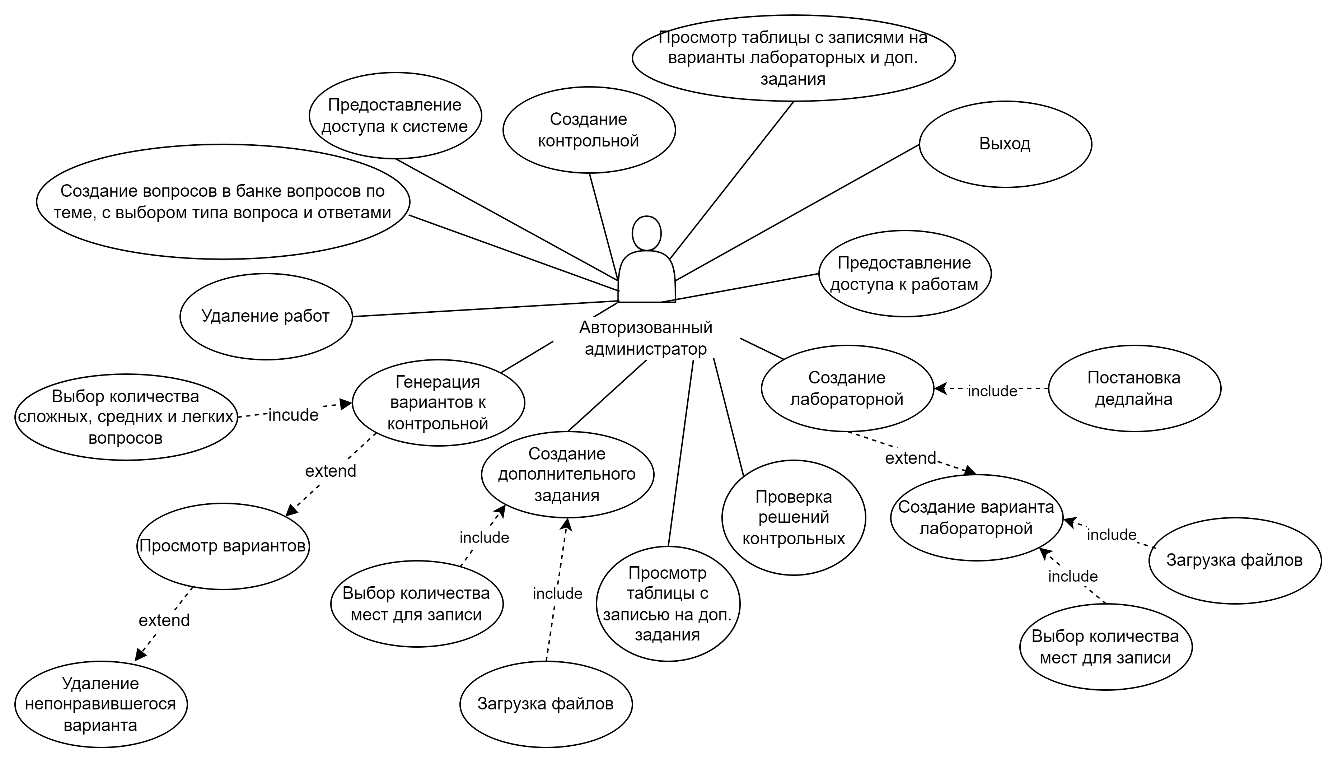 Просмотр таблицы с записями на
варианты лабораторных и доп.
задания
Предоставление
доступа к системе
Создание
контрольной
Выход
Создание вопросов в банке вопросов по
теме, с выбором типа вопроса и ответами
Предоставление
доступа к работам
Удаление работ
Авторизованный
администратор
Выбор количества
сложных, средних и легких
вопросов
incude
Генерация
вариантов к
контрольной
Создание
лабораторной
include
Постановка
дедлайна
extend
Создание
дополнительного
задания
extend
Проверка
решений
контрольных
Создание варианта
лабораторной
include
Загрузка файлов
Просмотр вариантов
include
include
Выбор количества
мест для записи
include
Просмотр
таблицы с
записью на доп.
задания
extend
Выбор количества
мест для записи
Удаление
непонравившегося
варианта
Загрузка файлов